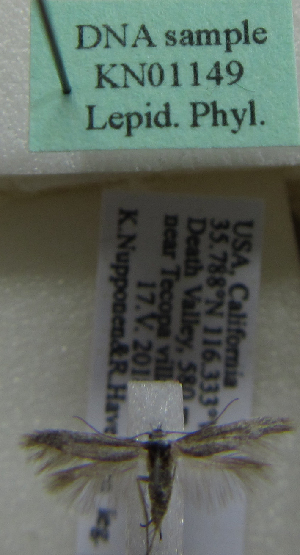 DNA sample
KN01149
Lepid. Phyl.
USA, California
35.788°N 116.333°
Death Valley, 580
near Tecopa vill
17.V.201
K.Nupponen&R.Hav
leg